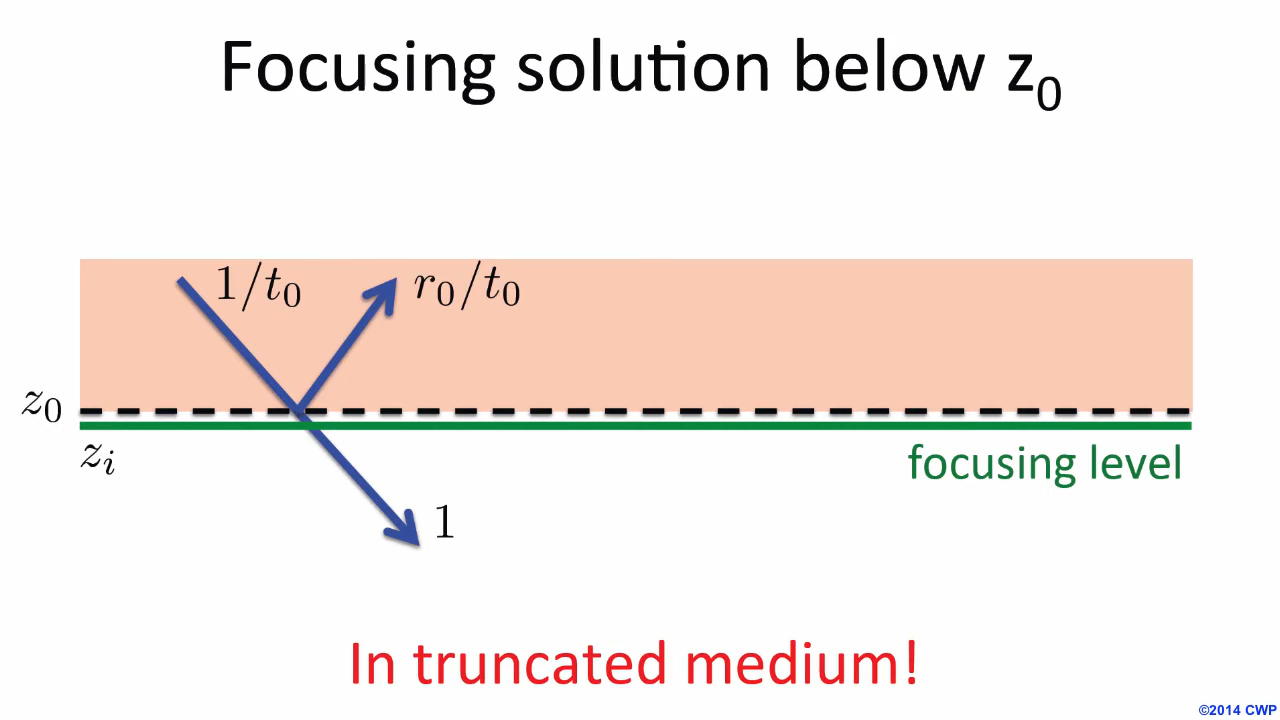 Focusing solution below z₀
1/t₀
r₀/t₀
z₀
zᵢ
focusing level
1
In truncated medium!
©2014 CWP